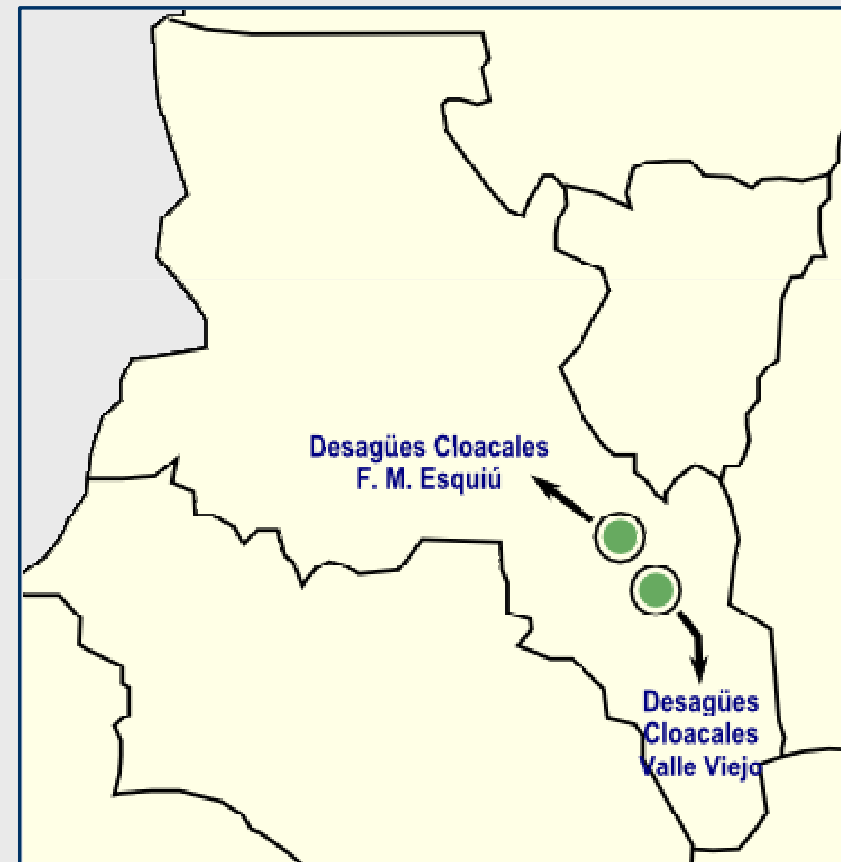 Desagües Cloacales
F. M. Esquiú
Desagües
Cloacales
Valle Viejo